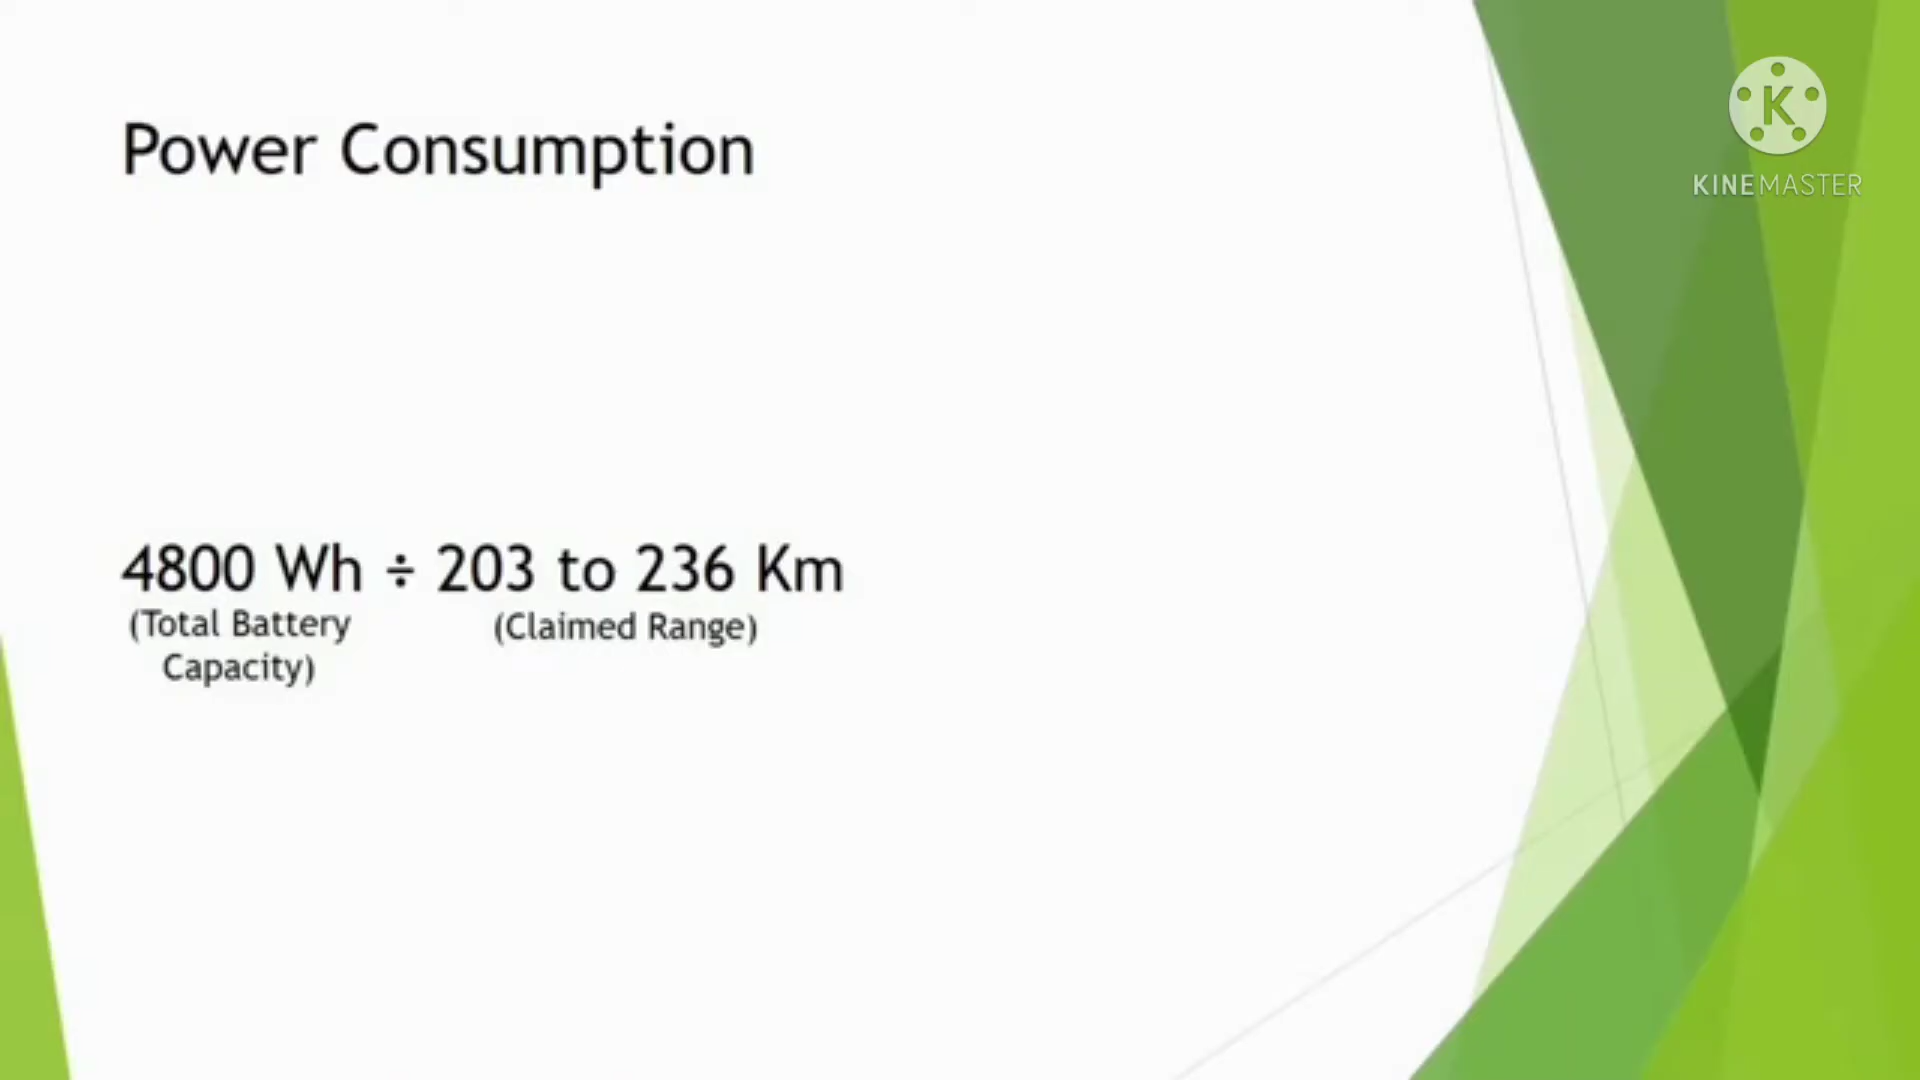 K
KINEMASTER
Power Consumption
4800 Wh ÷ 203 to 236 Km
(Total Battery
Capacity)
(Claimed Range)